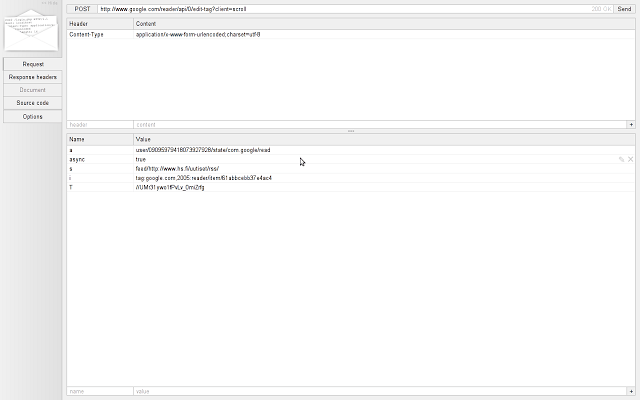 POST http://www.google.com/reader/api/0/edit-tag?client=scroll 200 OK Send
Header Content
Content-Type application/x-www-form-urlencoded;charset=utf-8
header content +
Request
Response headers
Document
Source code
Options
Name Value
a user/09095979418073927928/state/com.google/read
async true
s feed/http://www.hs.fi/uutiset/rss/
i tag:google.com,2005:reader/item/61abbcebb37e4ac4
T
name value +